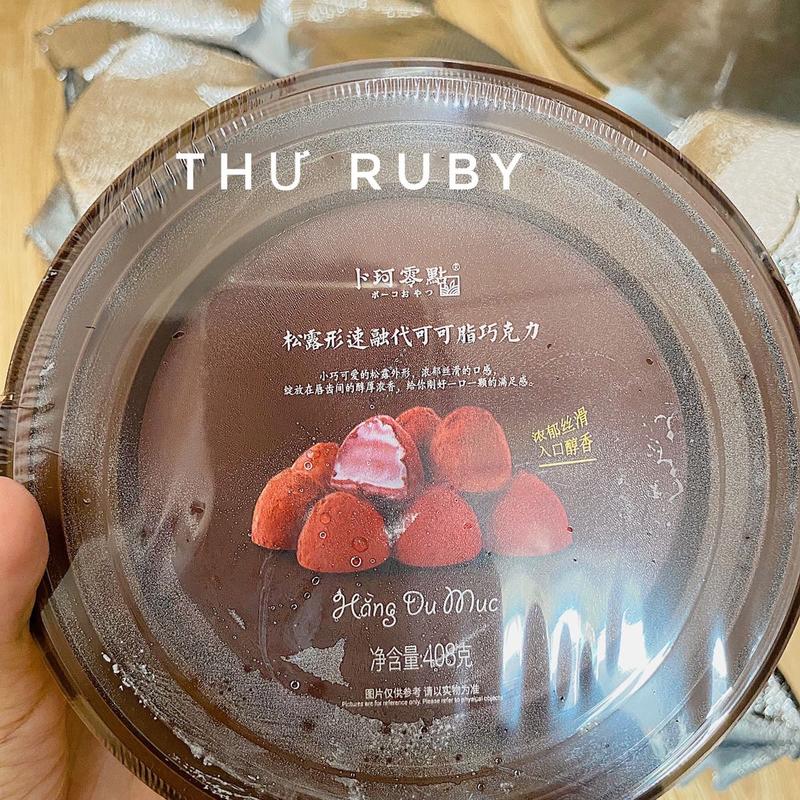 THƯ RUBY
卜珂零點®
ボーコおやつ
松露形速融代可可脂巧克力
小巧可爱的松露外形，浓郁丝滑的口感，
绽放在唇齿间的醇厚浓香，给你刚好一口一颗的满足感。
浓郁丝滑
入口醇香
Hằng Du Muc
净含量:408克
图片仅供参考 请以实物为准
Pictures are for reference only. Please refer to physical objects